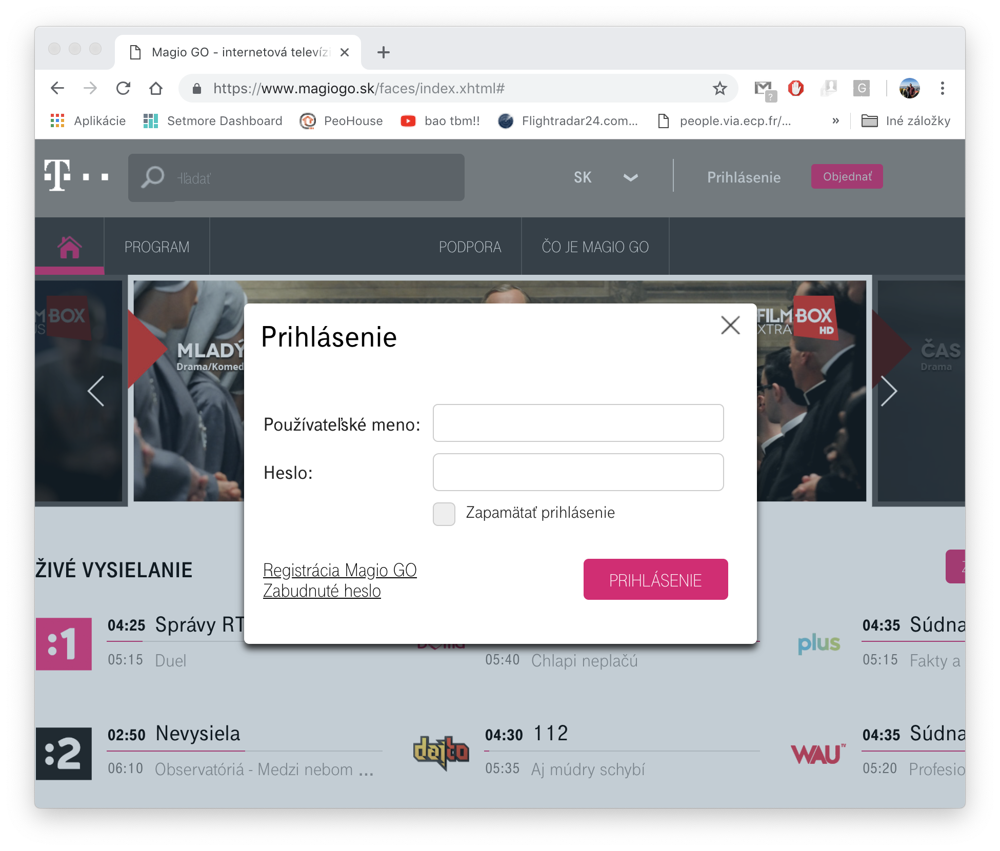 Magio GO - internetová televízi
https://www.magiogo.sk/faces/index.xhtml#
?
G
Aplikácie
Setmore Dashboard
PeoHouse
bao tbm!!
Flightradar24.com...
people.via.ecp.fr/...
»
Iné záložky
T
Hľadať
SK
Prihlásenie
Objednať
PROGRAM
PODPORA
ČO JE MAGIO GO
BOX
MLADÝ
Drama/Komed
FILMBOX
XTRA
HD
ČAS
Drama
Prihlásenie
Používateľské meno:
Heslo:
Zapamätať prihlásenie
Registrácia Magio GO
Zabudnuté heslo
PRIHLÁSENIE
ŽIVÉ VYSIELANIE
:1
04:25 Správy RT
05:15 Duel
05:40 Chlapi neplačú
plus
04:35 Súdna
05:15 Fakty a
:2
02:50 Nevysiela
06:10 Observatóriá - Medzi nebom ...
dajto
04:30 112
05:35 Aj múdry schybí
WAU TV
04:35 Súdna
05:20 Profesio